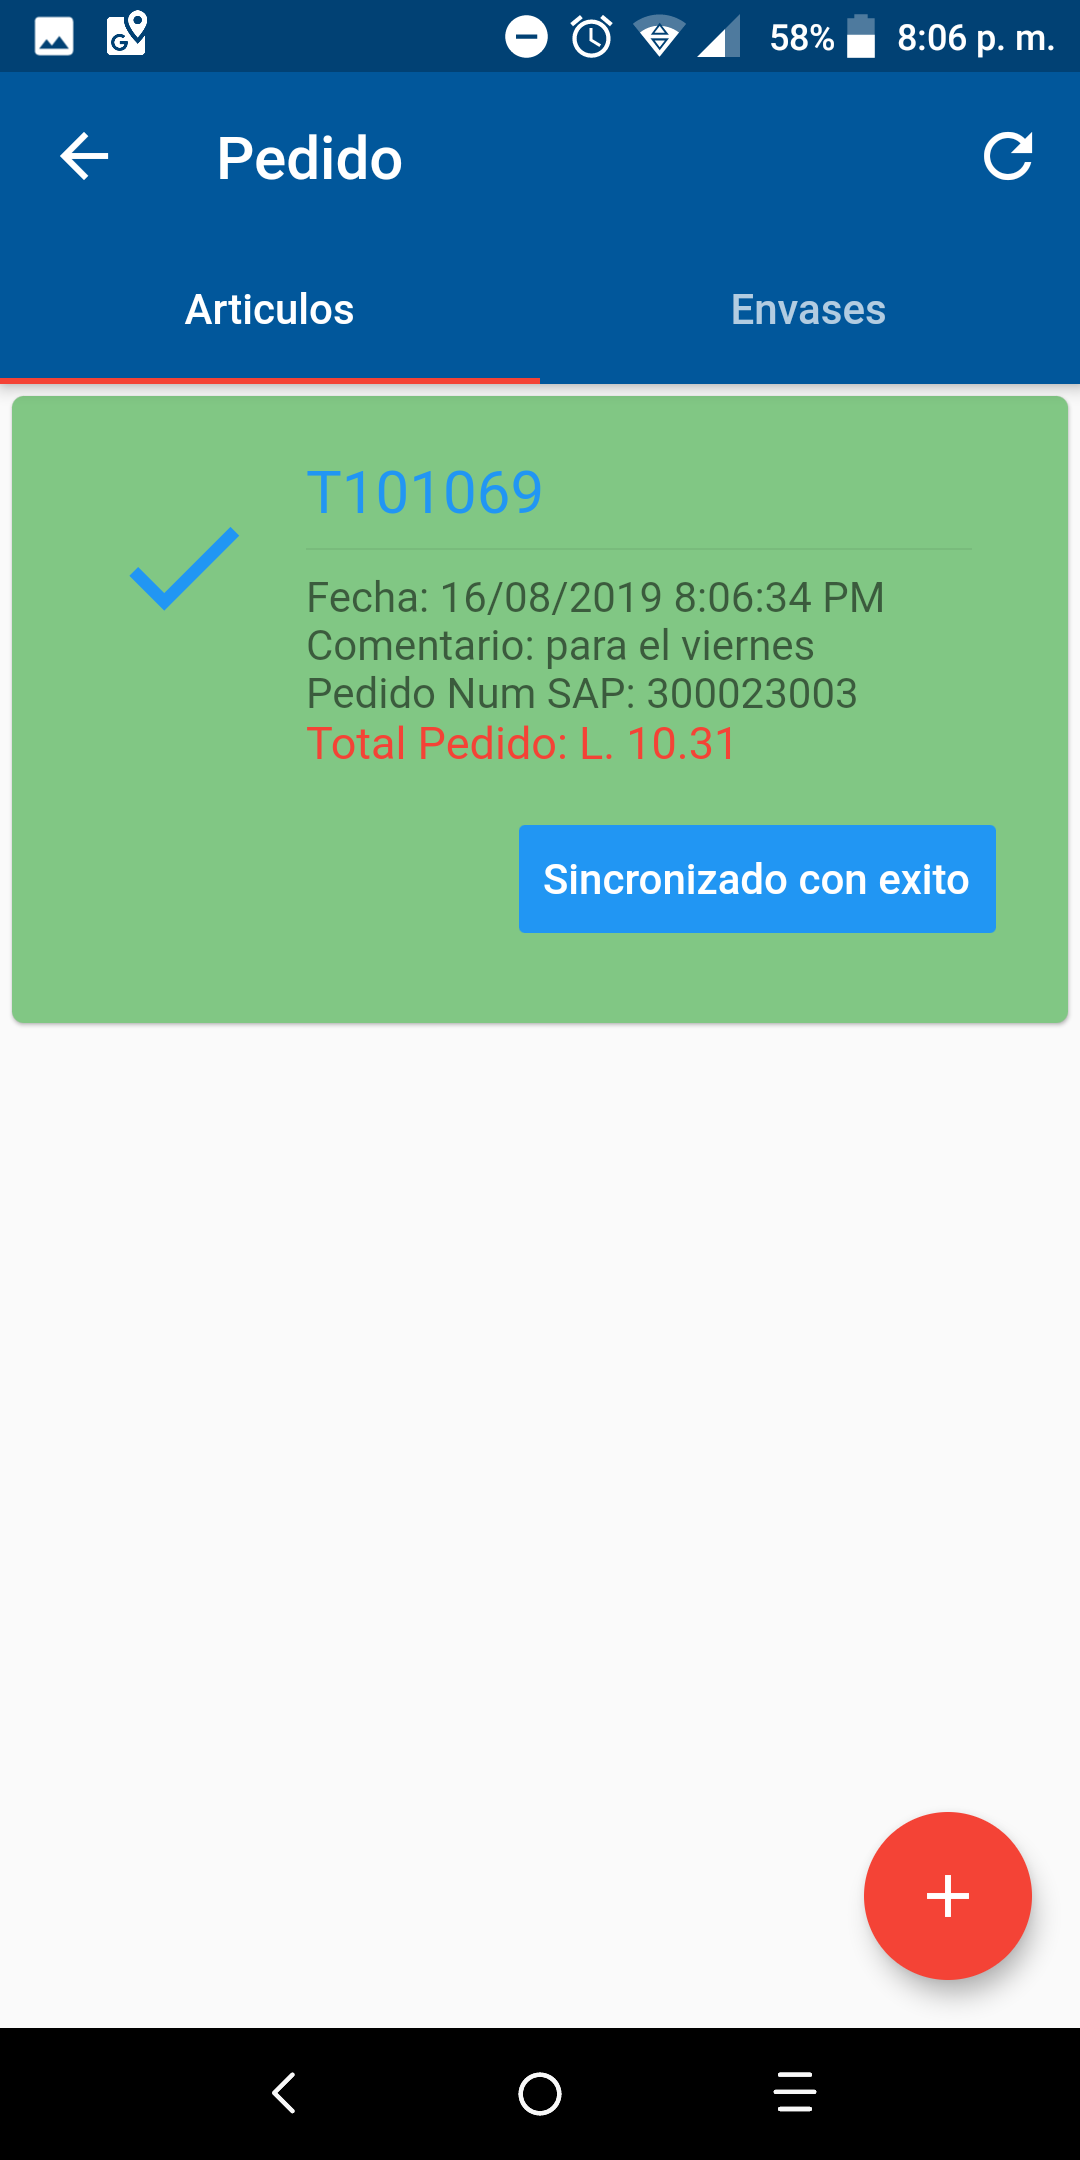 58% 8:06 p. m.
Pedido
Articulos Envases
T101069
Fecha: 16/08/2019 8:06:34 PM
Comentario: para el viernes
Pedido Num SAP: 300023003
Total Pedido: L. 10.31
Sincronizado con exito